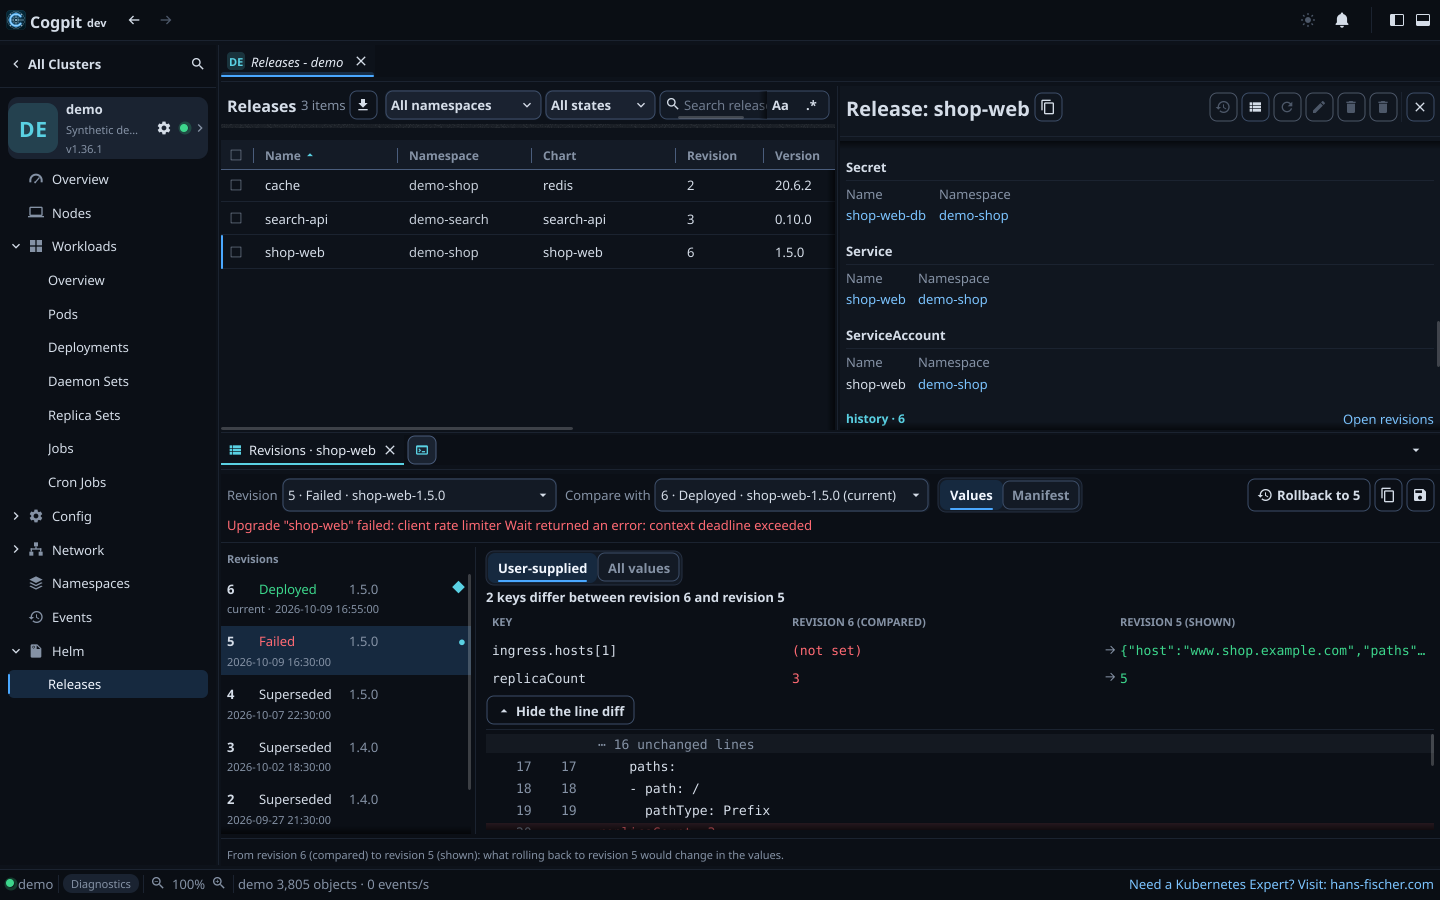 Cogpit dev
All Clusters
DE Releases - demo
DE
demo
Synthetic de...
v1.36.1
Overview
Nodes
Workloads
Overview
Pods
Deployments
Daemon Sets
Replica Sets
Jobs
Cron Jobs
Config
Network
Namespaces
Events
Helm
Releases
Releases 3 items
All namespaces
All states
Search releas
Aa
.*
Name Namespace Chart Revision Version
cache demo-shop redis 2 20.6.2
search-api demo-search search-api 3 0.10.0
shop-web demo-shop shop-web 6 1.5.0
Release: shop-web
Secret
Name Namespace
shop-web-db demo-shop
Service
Name Namespace
shop-web demo-shop
ServiceAccount
Name Namespace
shop-web demo-shop
history · 6 Open revisions
Revisions · shop-web
Revision 5 · Failed · shop-web-1.5.0 Compare with 6 · Deployed · shop-web-1.5.0 (current) Values Manifest Rollback to 5
Upgrade "shop-web" failed: client rate limiter Wait returned an error: context deadline exceeded
Revisions
6 Deployed 1.5.0
current · 2026-10-09 16:55:00
5 Failed 1.5.0
2026-10-09 16:30:00
4 Superseded 1.5.0
2026-10-07 22:30:00
3 Superseded 1.4.0
2026-10-02 18:30:00
2 Superseded 1.4.0
2026-09-27 21:30:00
User-supplied All values
2 keys differ between revision 6 and revision 5
KEY REVISION 6 (COMPARED) REVISION 5 (SHOWN)
ingress.hosts[1] (not set) → {"host":"www.shop.example.com","paths"…
replicaCount 3 → 5
Hide the line diff
⋯ 16 unchanged lines
17 17 paths:
18 18 - path: /
19 19 pathType: Prefix
From revision 6 (compared) to revision 5 (shown): what rolling back to revision 5 would change in the values.
demo Diagnostics 100% demo 3,805 objects · 0 events/s
Need a Kubernetes Expert? Visit: hans-fischer.com